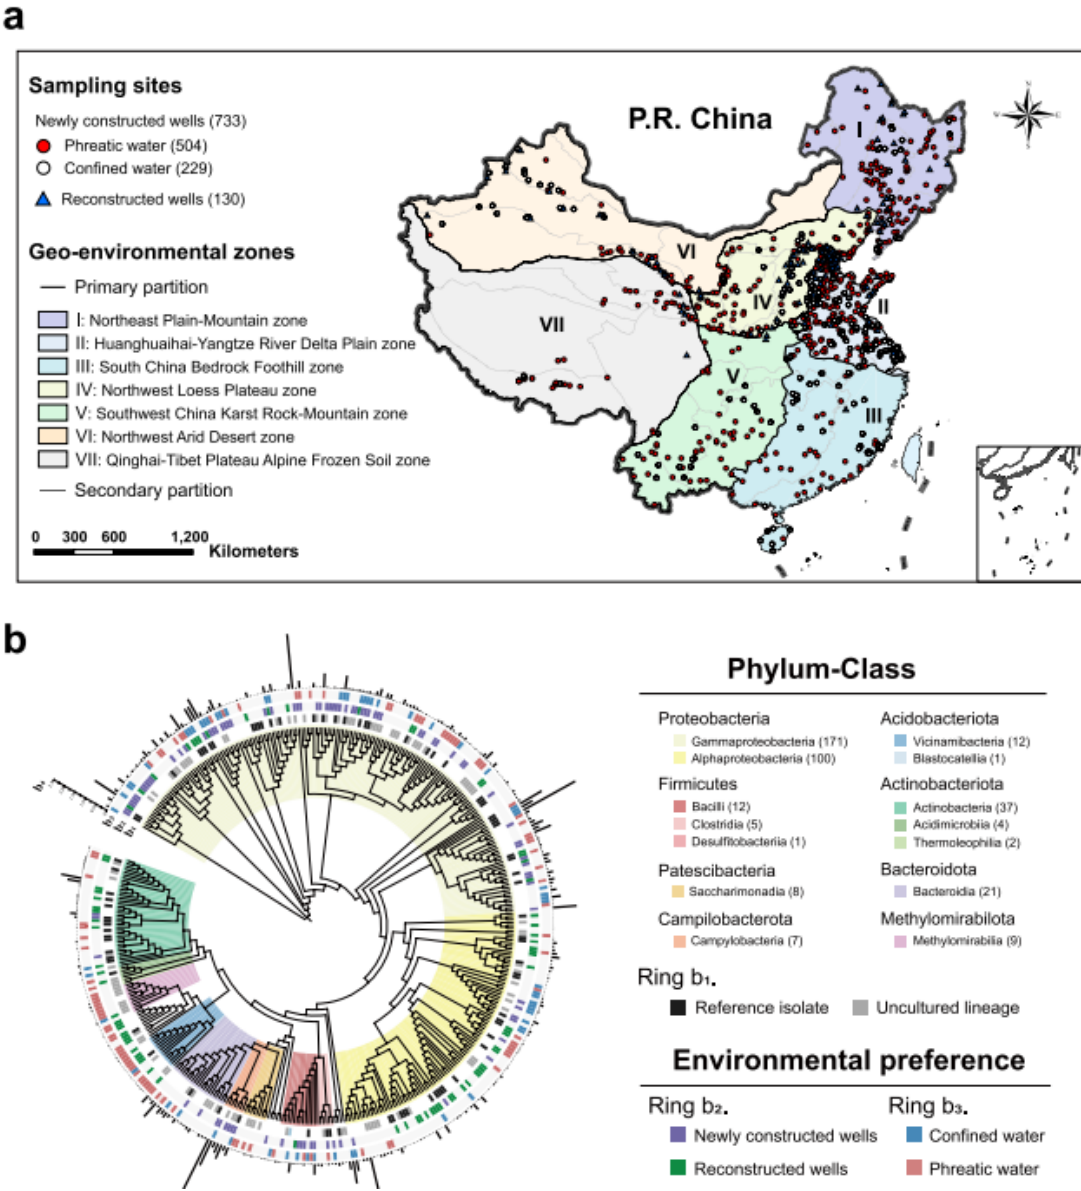 a
Sampling sites
Newly constructed wells (733)
Phreatic water (504)
Confined water (229)
Reconstructed wells (130)
Geo-environmental zones
Primary partition
I: Northeast Plain-Mountain zone
II: Huanghuaihai-Yangtze River Delta Plain zone
III: South China Bedrock Foothill zone
IV: Northwest Loess Plateau zone
V: Southwest China Karst Rock-Mountain zone
VI: Northwest Arid Desert zone
VII: Qinghai-Tibet Plateau Alpine Frozen Soil zone
Secondary partition
0 300 600 1,200
Kilometers
P.R. China
I
VI
II
IV
VII
V
III
b
Phylum-Class
Proteobacteria
Gammaproteobacteria (171)
Alphaproteobacteria (100)
Firmicutes
Bacilli (12)
Clostridia (5)
Desulfitobacteria (1)
Patescibacteria
Saccharimonadia (8)
Campilobacterota
Campylobacteria (7)
Acidobacteriota
Vicinamibacteria (12)
Blastocatellia (1)
Actinobacteriota
Actinobacteria (37)
Acidimicrobiia (4)
Thermoleophilia (2)
Bacteroidota
Bacteroidia (21)
Methylomirabilota
Methylomirabilia (9)
Ring b₁.
Reference isolate
Uncultured lineage
Environmental preference
Ring b₂.
Newly constructed wells
Reconstructed wells
Ring b₃.
Confined water
Phreatic water